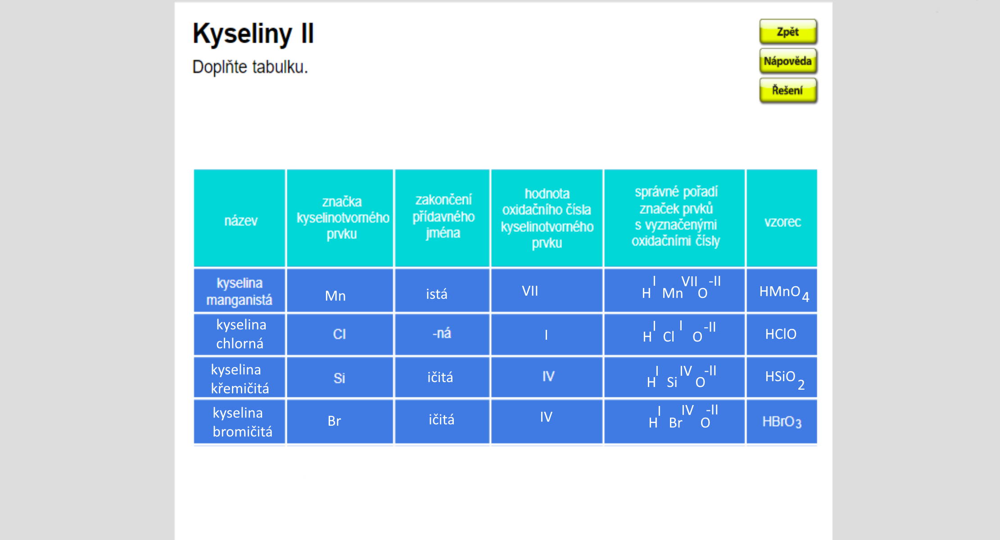 Kyseliny II
Doplňte tabulku.
Zpět
Nápověda
Řešení
název
značka
kyselinotvorného
prvku
zakončení
přídavného
jména
hodnota
oxidačního čísla
kyselinotvorného
prvku
správné pořadí
značek prvků
s vyznačenými
oxidačními čísly
vzorec
kyselina
manganistá
Mn
istá
VII
H^I Mn^VII O^-II
HMnO₄
kyselina
chlorná
Cl
-ná
I
H^I Cl^I O^-II
HClO
kyselina
křemičitá
Si
ičitá
IV
H^I Si^IV O^-II
HSiO₂
kyselina
bromičitá
Br
ičitá
IV
H^I Br^IV O^-II
HBrO₃